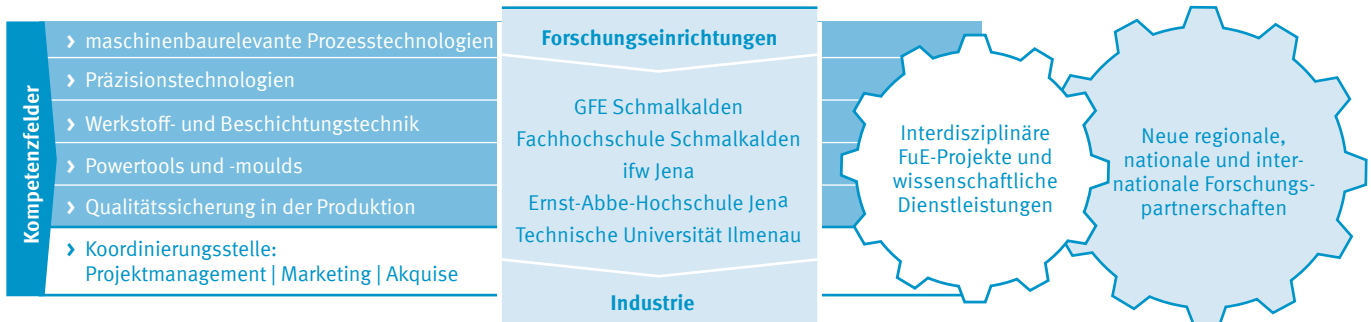 Kompetenzfelder
› maschinenbaurelevante Prozesstechnologien
› Präzisionstechnologien
› Werkstoff- und Beschichtungstechnik
› Powertools und -moulds
› Qualitätssicherung in der Produktion
› Koordinierungsstelle:
Projektmanagement | Marketing | Akquise
Forschungseinrichtungen
GFE Schmalkalden
Fachhochschule Schmalkalden
ifw Jena
Ernst-Abbe-Hochschule Jena
Technische Universität Ilmenau
Industrie
Interdisziplinäre
FuE-Projekte und
wissenschaftliche
Dienstleistungen
Neue regionale,
nationale und inter-
nationale Forschungs-
partnerschaften